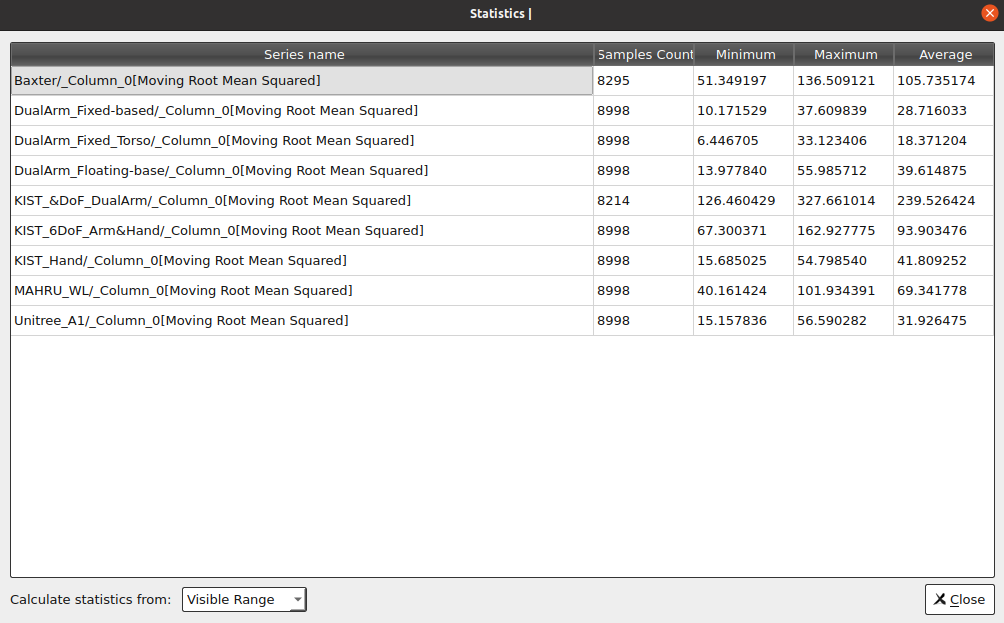 Statistics |
Series name Samples Count Minimum Maximum Average
Baxter/_Column_0[Moving Root Mean Squared] 8295 51.349197 136.509121 105.735174
DualArm_Fixed-based/_Column_0[Moving Root Mean Squared] 8998 10.171529 37.609839 28.716033
DualArm_Fixed_Torso/_Column_0[Moving Root Mean Squared] 8998 6.446705 33.123406 18.371204
DualArm_Floating-base/_Column_0[Moving Root Mean Squared] 8998 13.977840 55.985712 39.614875
KIST_&DoF_DualArm/_Column_0[Moving Root Mean Squared] 8214 126.460429 327.661014 239.526424
KIST_6DoF_Arm&Hand/_Column_0[Moving Root Mean Squared] 8998 67.300371 162.927775 93.903476
KIST_Hand/_Column_0[Moving Root Mean Squared] 8998 15.685025 54.798540 41.809252
MAHRU_WL/_Column_0[Moving Root Mean Squared] 8998 40.161424 101.934391 69.341778
Unitree_A1/_Column_0[Moving Root Mean Squared] 8998 15.157836 56.590282 31.926475
Calculate statistics from: Visible Range Close